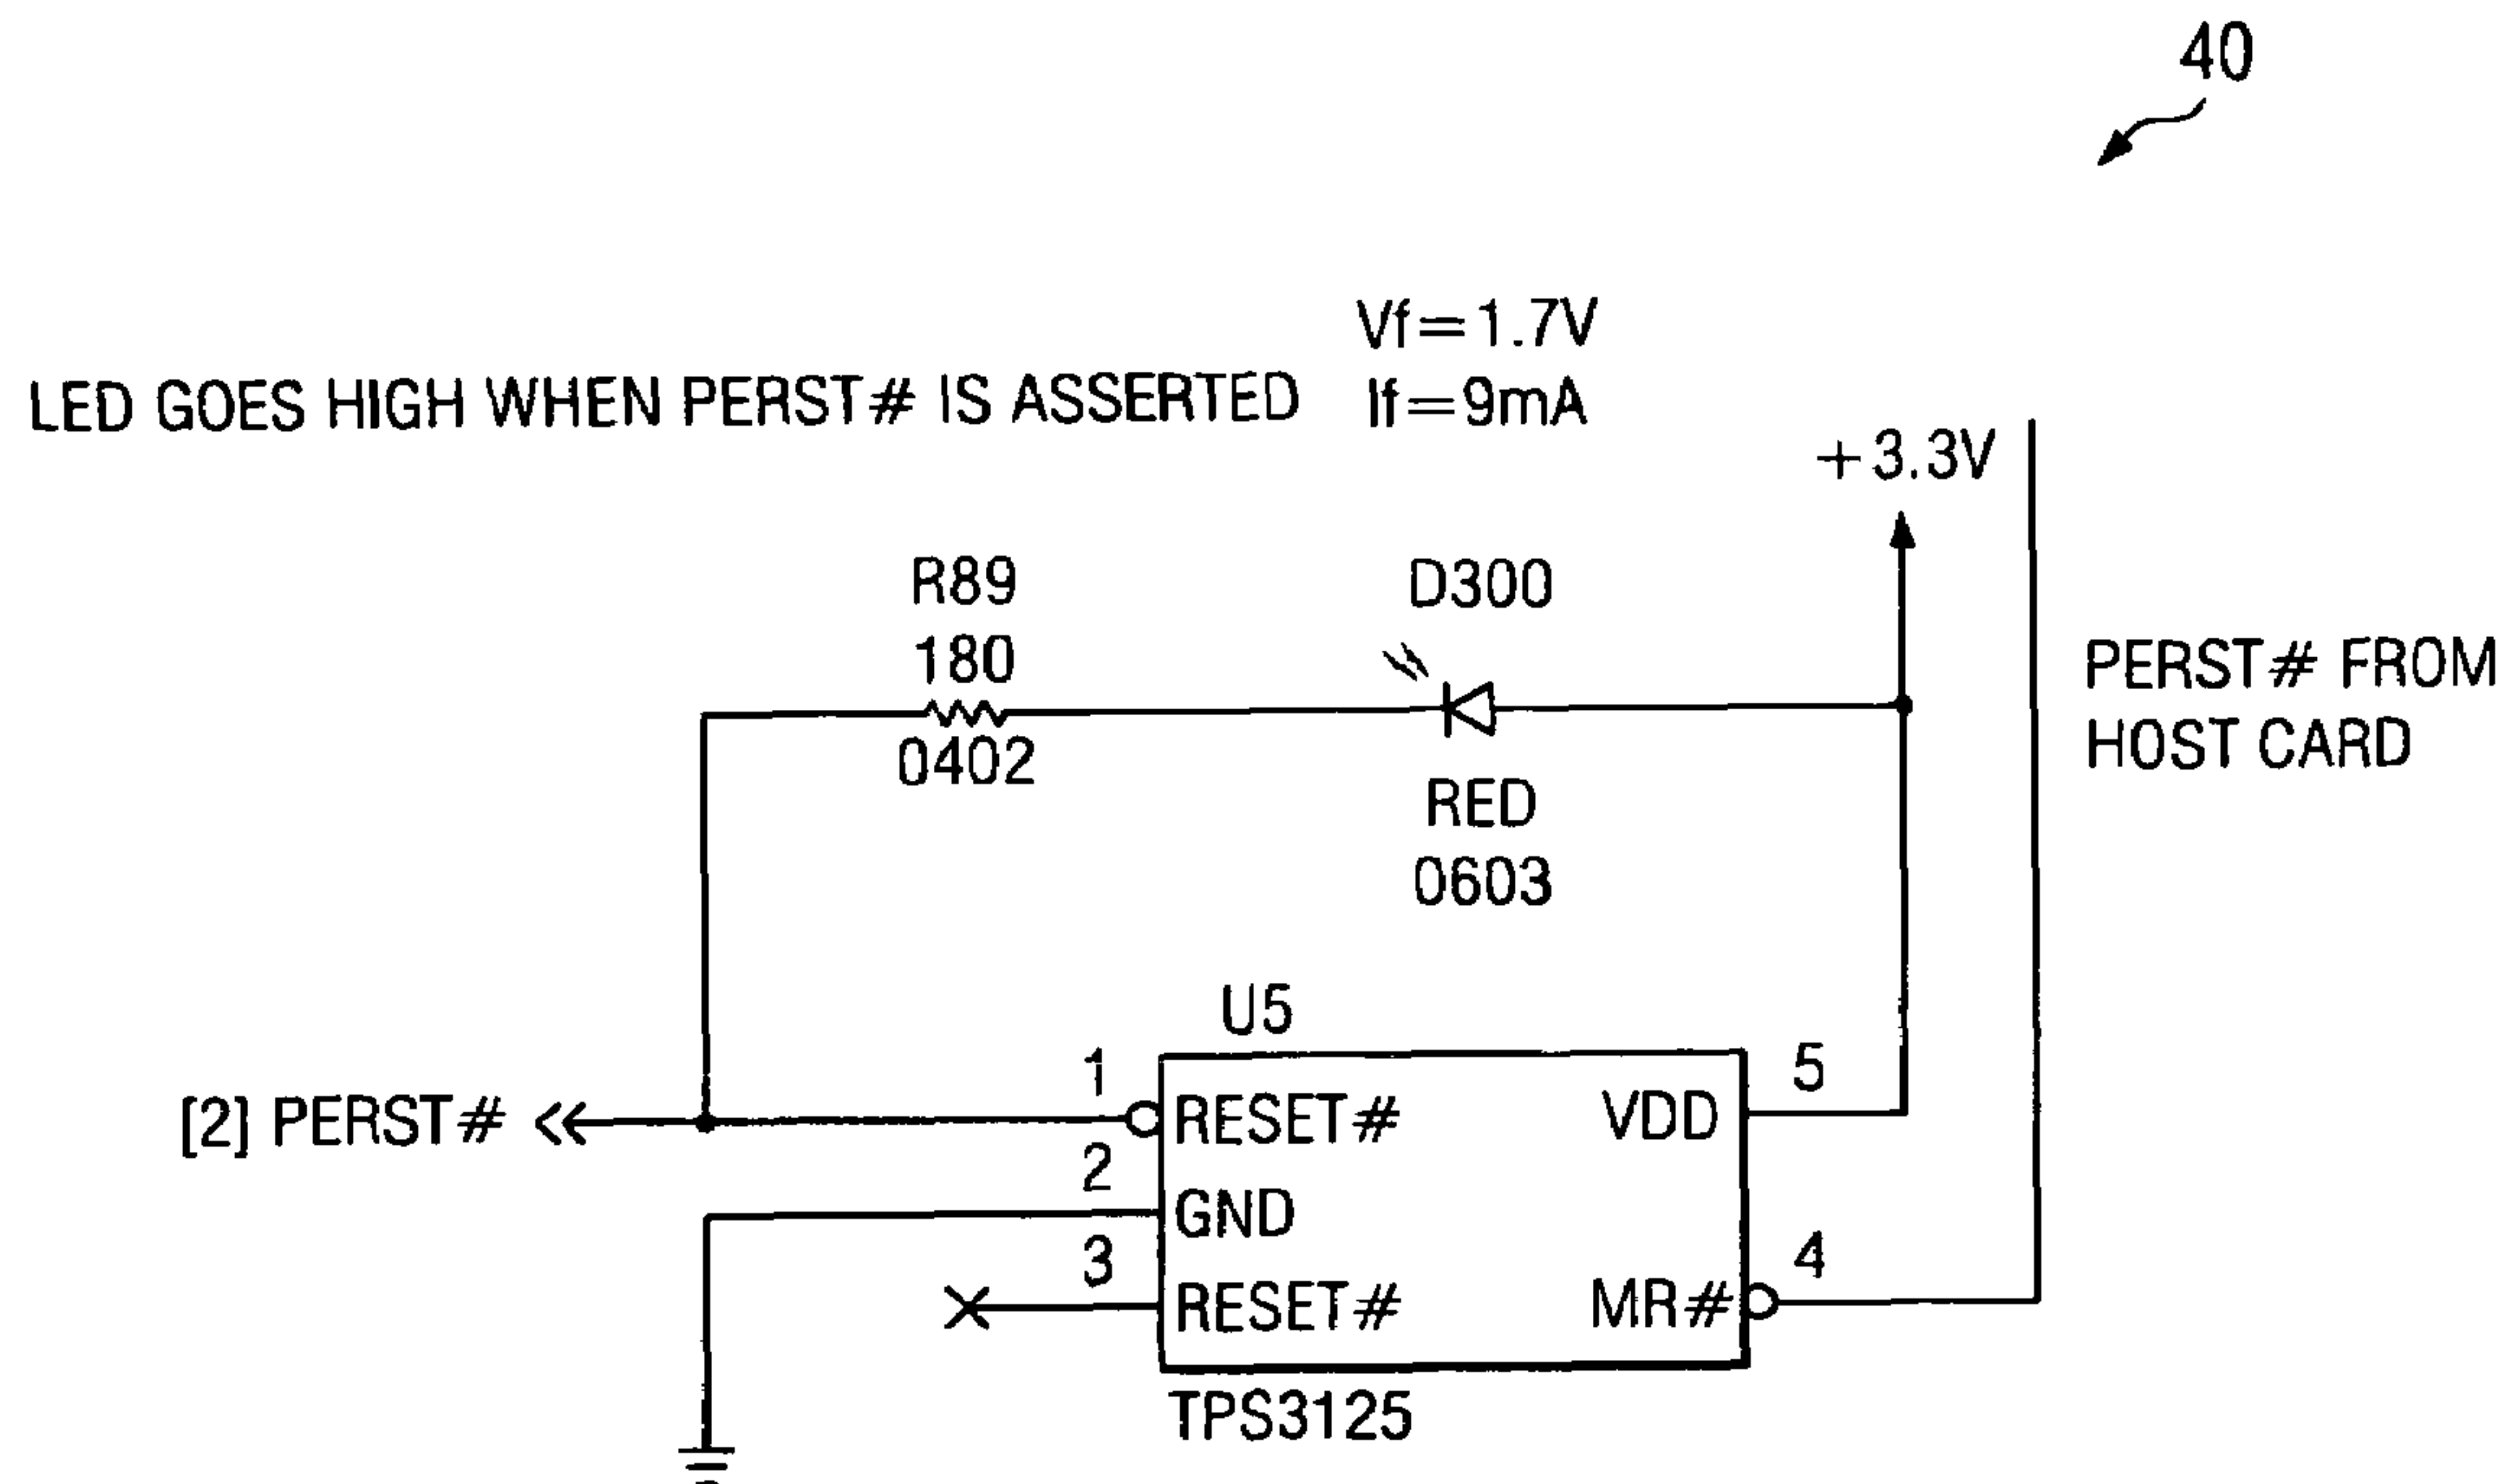 40
Vf=1.7V
LED GOES HIGH WHEN PERST# IS ASSERTED If=9mA
+3.3V
R89
180
0402
D300
RED
0603
PERST# FROM
HOST CARD
U5
1
5
[2] PERST#
RESET#
VDD
2
GND
3
4
RESET#
MR#
TPS3125